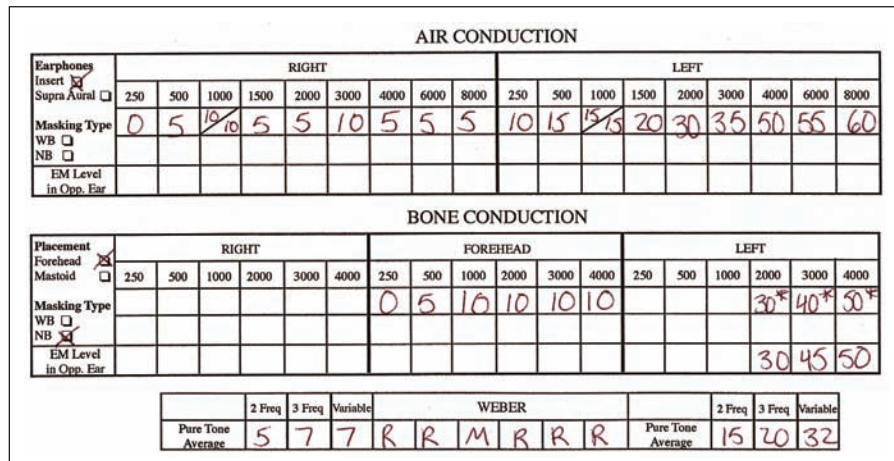 AIR CONDUCTION
Earphones RIGHT LEFT
Insert ☒
Supra Aural ☐ 250 500 1000 1500 2000 3000 4000 6000 8000 250 500 1000 1500 2000 3000 4000 6000 8000
Masking Type 0 5 10/10 5 5 10 5 5 5 10 15 15/15 20 30 35 50 55 60
WB ☐
NB ☐
EM Level
in Opp. Ear
BONE CONDUCTION
Placement RIGHT FOREHEAD LEFT
Forehead ☒
Mastoid ☐ 250 500 1000 2000 3000 4000 250 500 1000 2000 3000 4000 250 500 1000 2000 3000 4000
Masking Type 0 5 10 10 10 10 30* 40* 50*
WB ☐
NB ☒
EM Level
in Opp. Ear 30 45 50
2 Freq 3 Freq Variable WEBER 2 Freq 3 Freq Variable
Pure Tone
Average 5 7 7 R R M R R R Pure Tone
Average 15 20 32